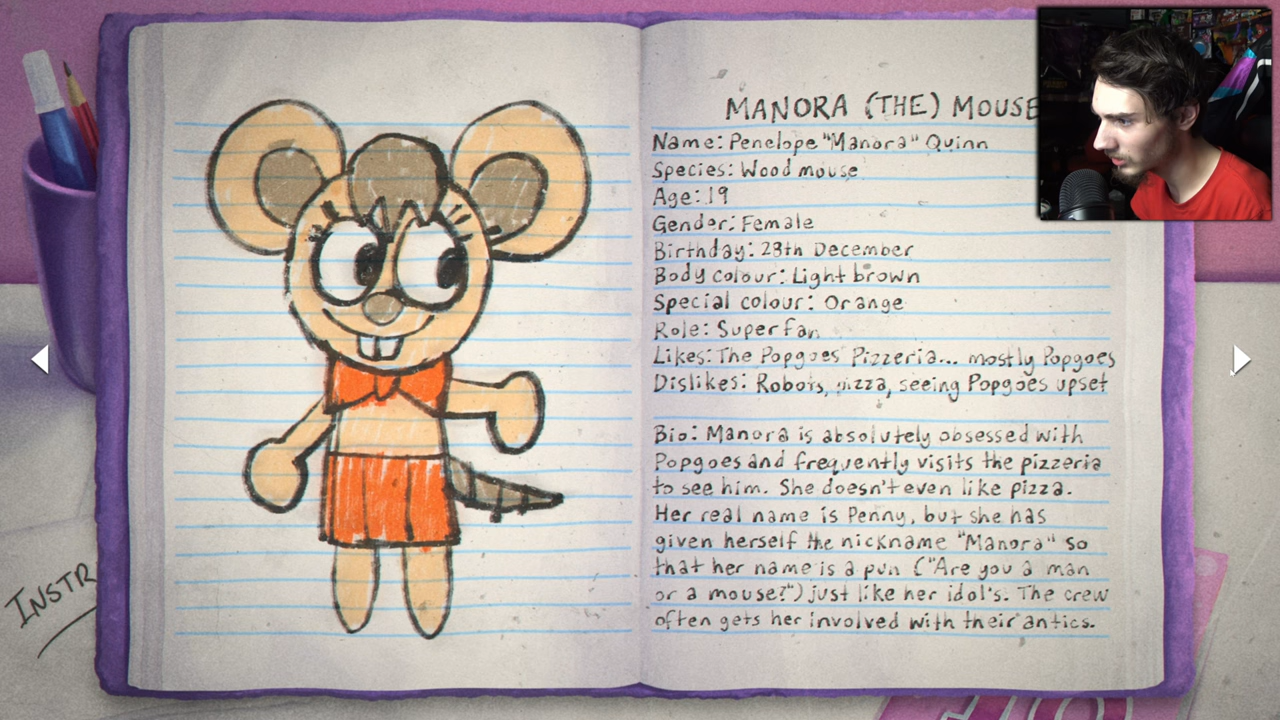 MANORA (THE) MOUSE
Name: Penelope "Manora" Quinn
Species: Wood mouse
Age: 19
Gender: Female
Birthday: 28th December
Body colour: Light brown
Special colour: Orange
Role: Super fan
Likes: The Popgoes Pizzeria... mostly Popgoes
Dislikes: Robots, pizza, seeing Popgoes upset
Bio: Manora is absolutely obsessed with
Popgoes and frequently visits the pizzeria
to see him. She doesn't even like pizza.
Her real name is Penny, but she has
given herself the nickname "Manora" so
that her name is a pun ("Are you a man
or a mouse?") just like her idol's. The crew
often gets her involved with their antics.
INSTR